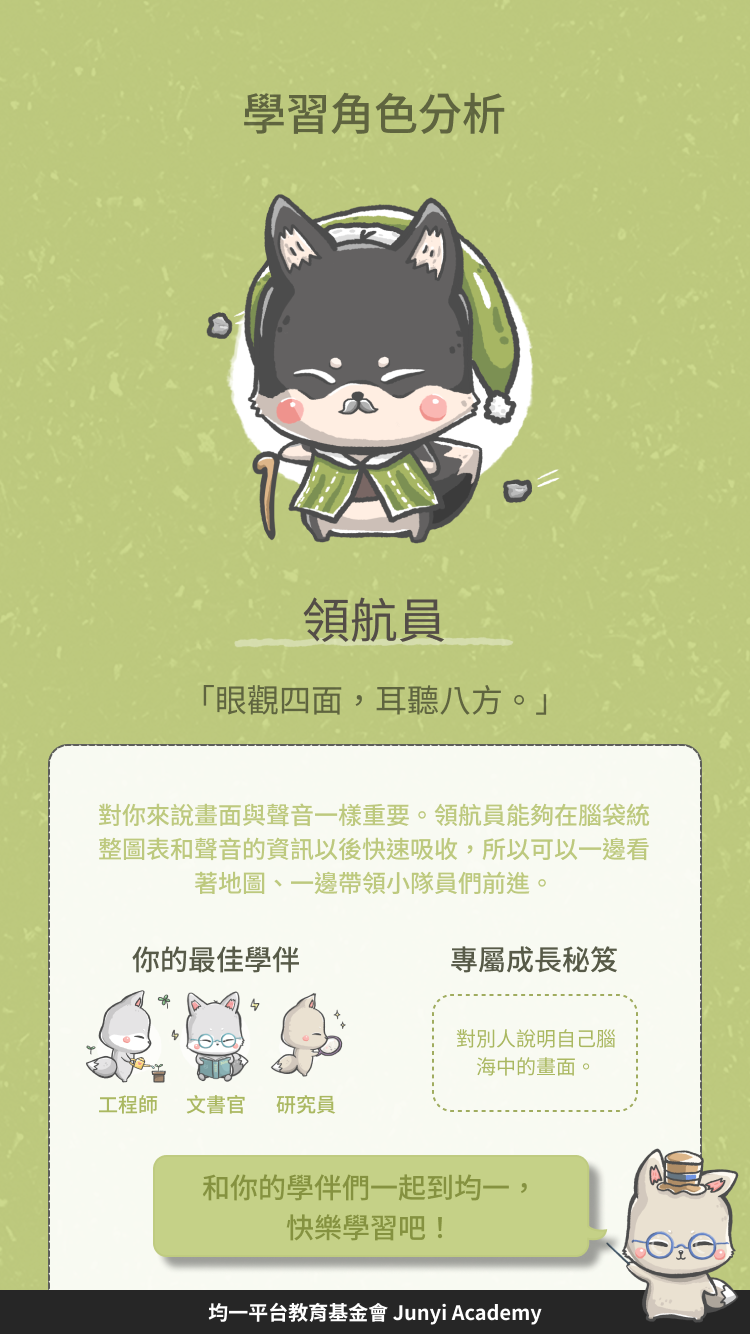 學習角色分析
領航員
「眼觀四面，耳聽八方。」
對你來說畫面與聲音一樣重要。領航員能夠在腦袋統
整圖表和聲音的資訊以後快速吸收，所以可以一邊看
著地圖、一邊帶領小隊員們前進。
你的最佳學伴
工程師 文書官 研究員
專屬成長秘笈
對別人說明自己腦
海中的畫面。
和你的學伴們一起到均一，
快樂學習吧！
均一平台教育基金會 Junyi Academy